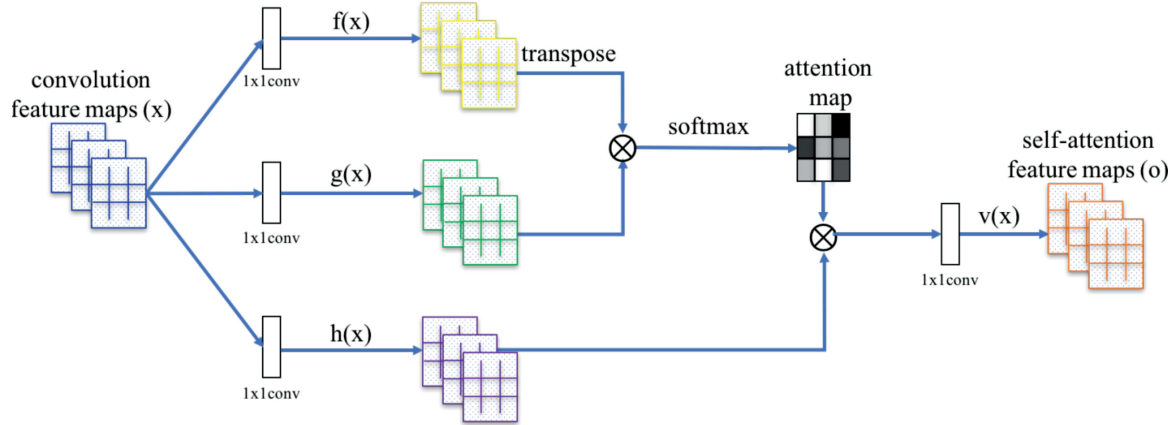 convolution
feature maps (x)
1x1conv
f(x)
transpose
1x1conv
g(x)
softmax
attention
map
1x1conv
h(x)
1x1conv
v(x)
self-attention
feature maps (o)